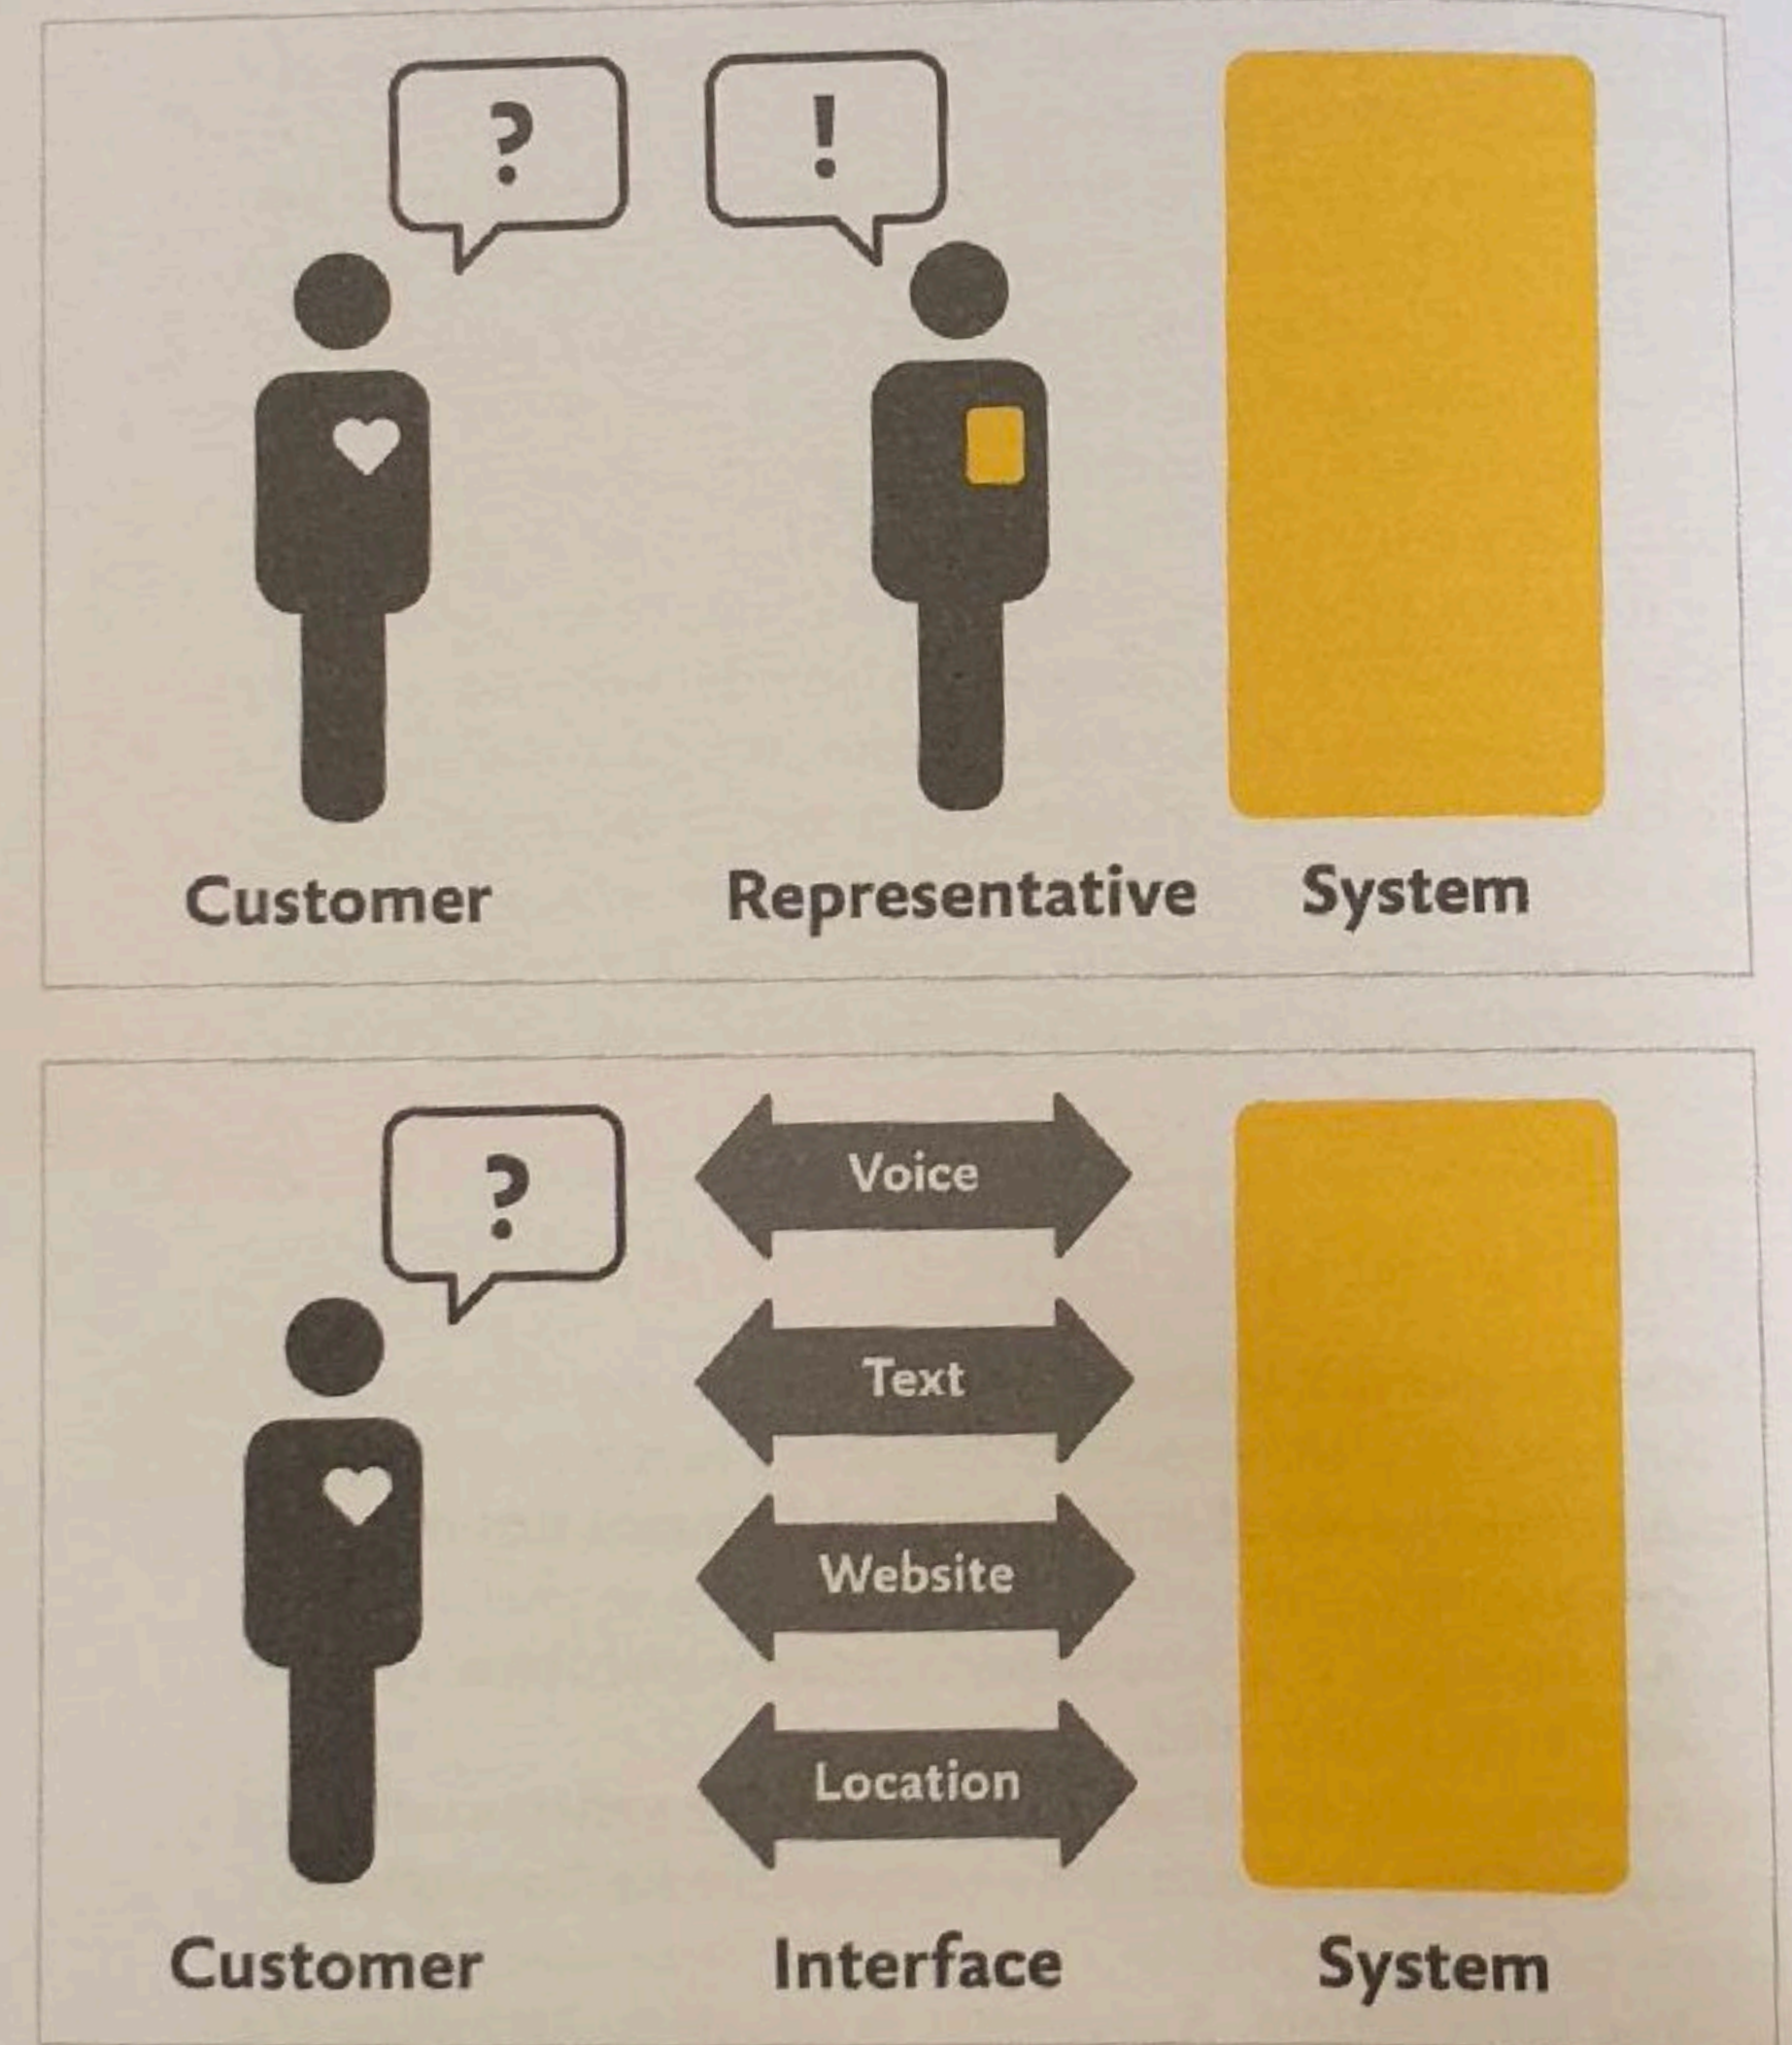 ?
!
Customer
Representative
System
?
Voice
Text
Website
Location
Customer
Interface
System